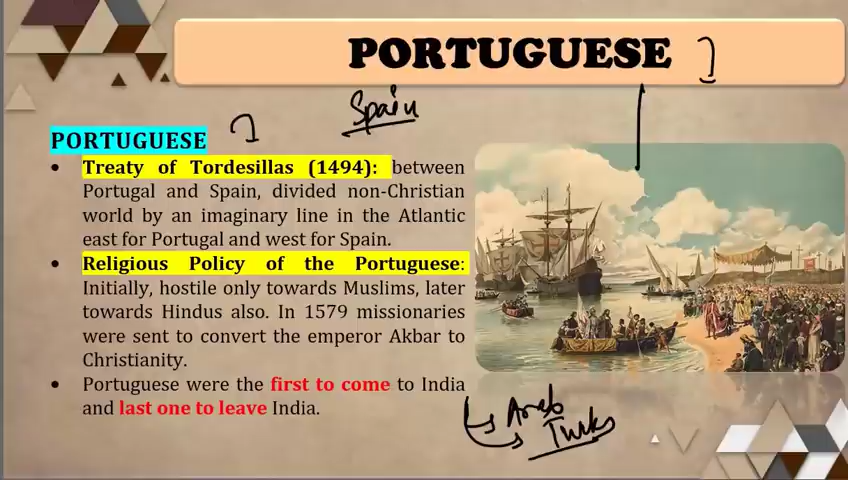 PORTUGUESE
Spain
PORTUGUESE
• Treaty of Tordesillas (1494): between
Portugal and Spain, divided non-Christian
world by an imaginary line in the Atlantic
east for Portugal and west for Spain.
• Religious Policy of the Portuguese:
Initially, hostile only towards Muslims, later
towards Hindus also. In 1579 missionaries
were sent to convert the emperor Akbar to
Christianity.
• Portuguese were the first to come to India
and last one to leave India.
Arab
Turks